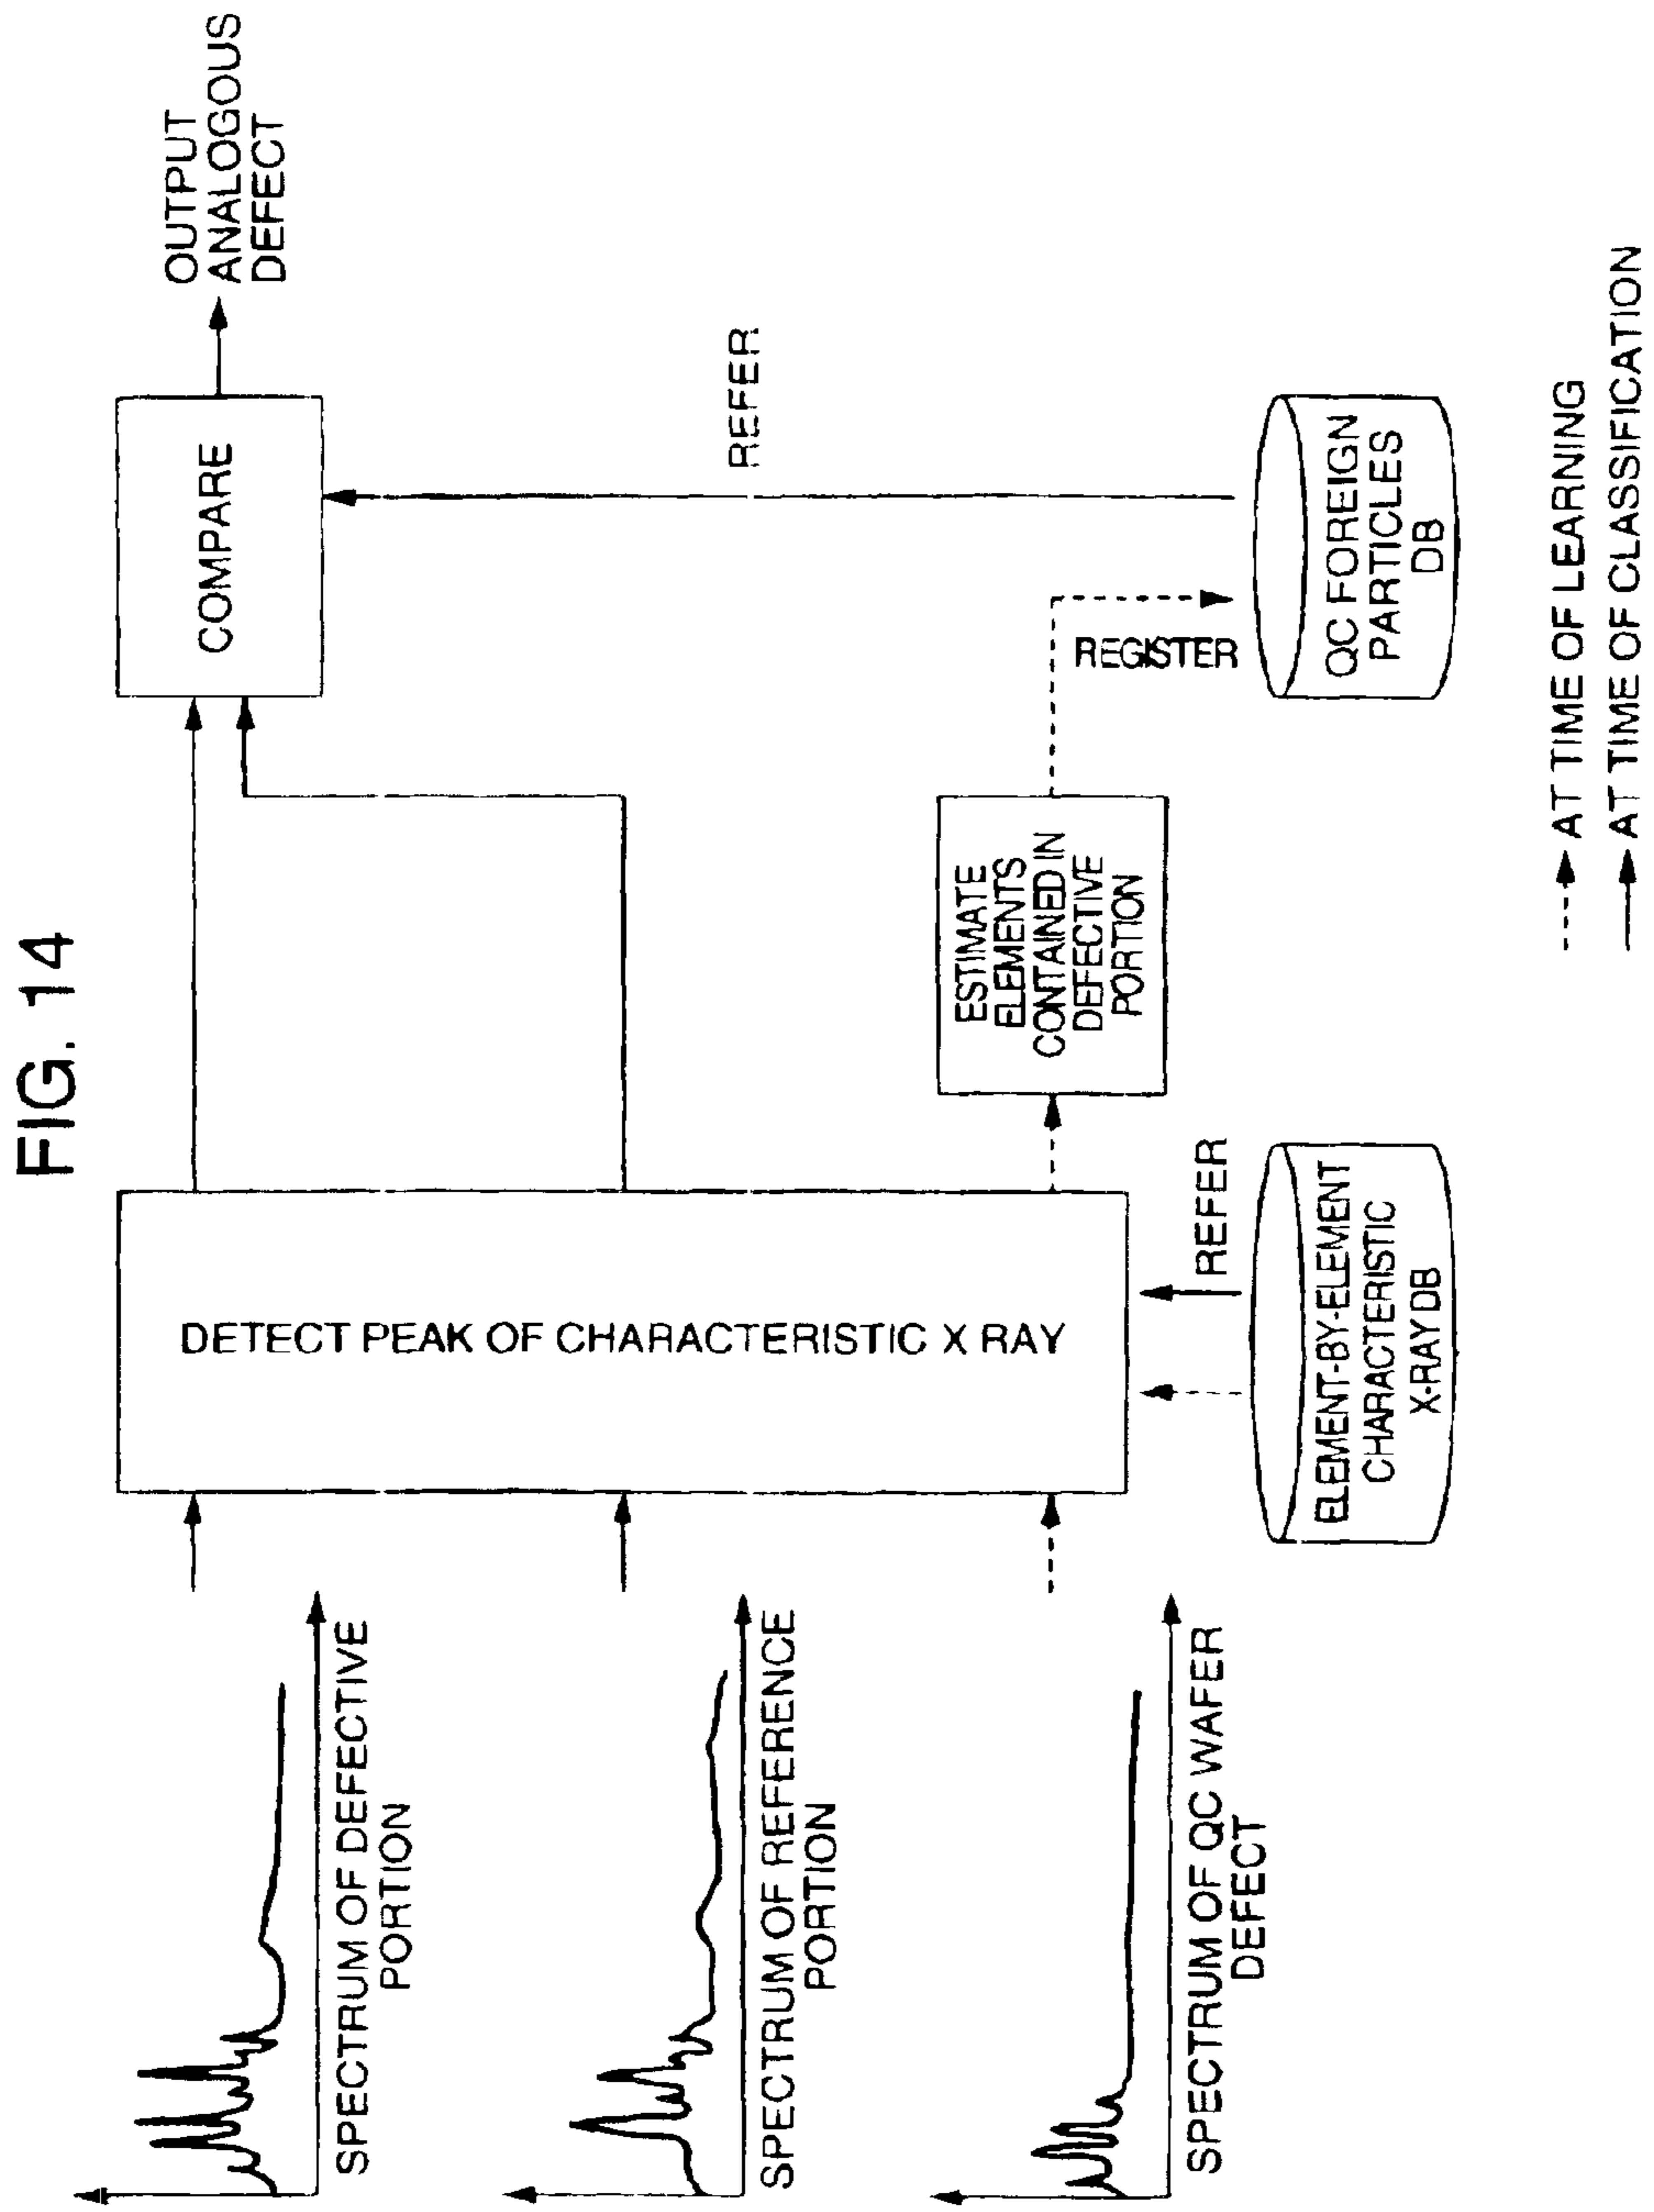 FIG. 14
SPECTRUM OF DEFECTIVE
PORTION
SPECTRUM OF REFERENCE
PORTION
SPECTRUM OF QC WAFER
DEFECT
DETECT PEAK OF CHARACTERISTIC X RAY
REFER
ELEMENT-BY-ELEMENT
CHARACTERISTIC
X-RAY DB
ESTIMATE
ELEMENTS
CONTAINED IN
DEFECTIVE
PORTION
REGISTER
QC FOREIGN
PARTICLES
DB
REFER
COMPARE
OUTPUT
ANALOGOUS
DEFECT
AT TIME OF LEARNING
AT TIME OF CLASSIFICATION